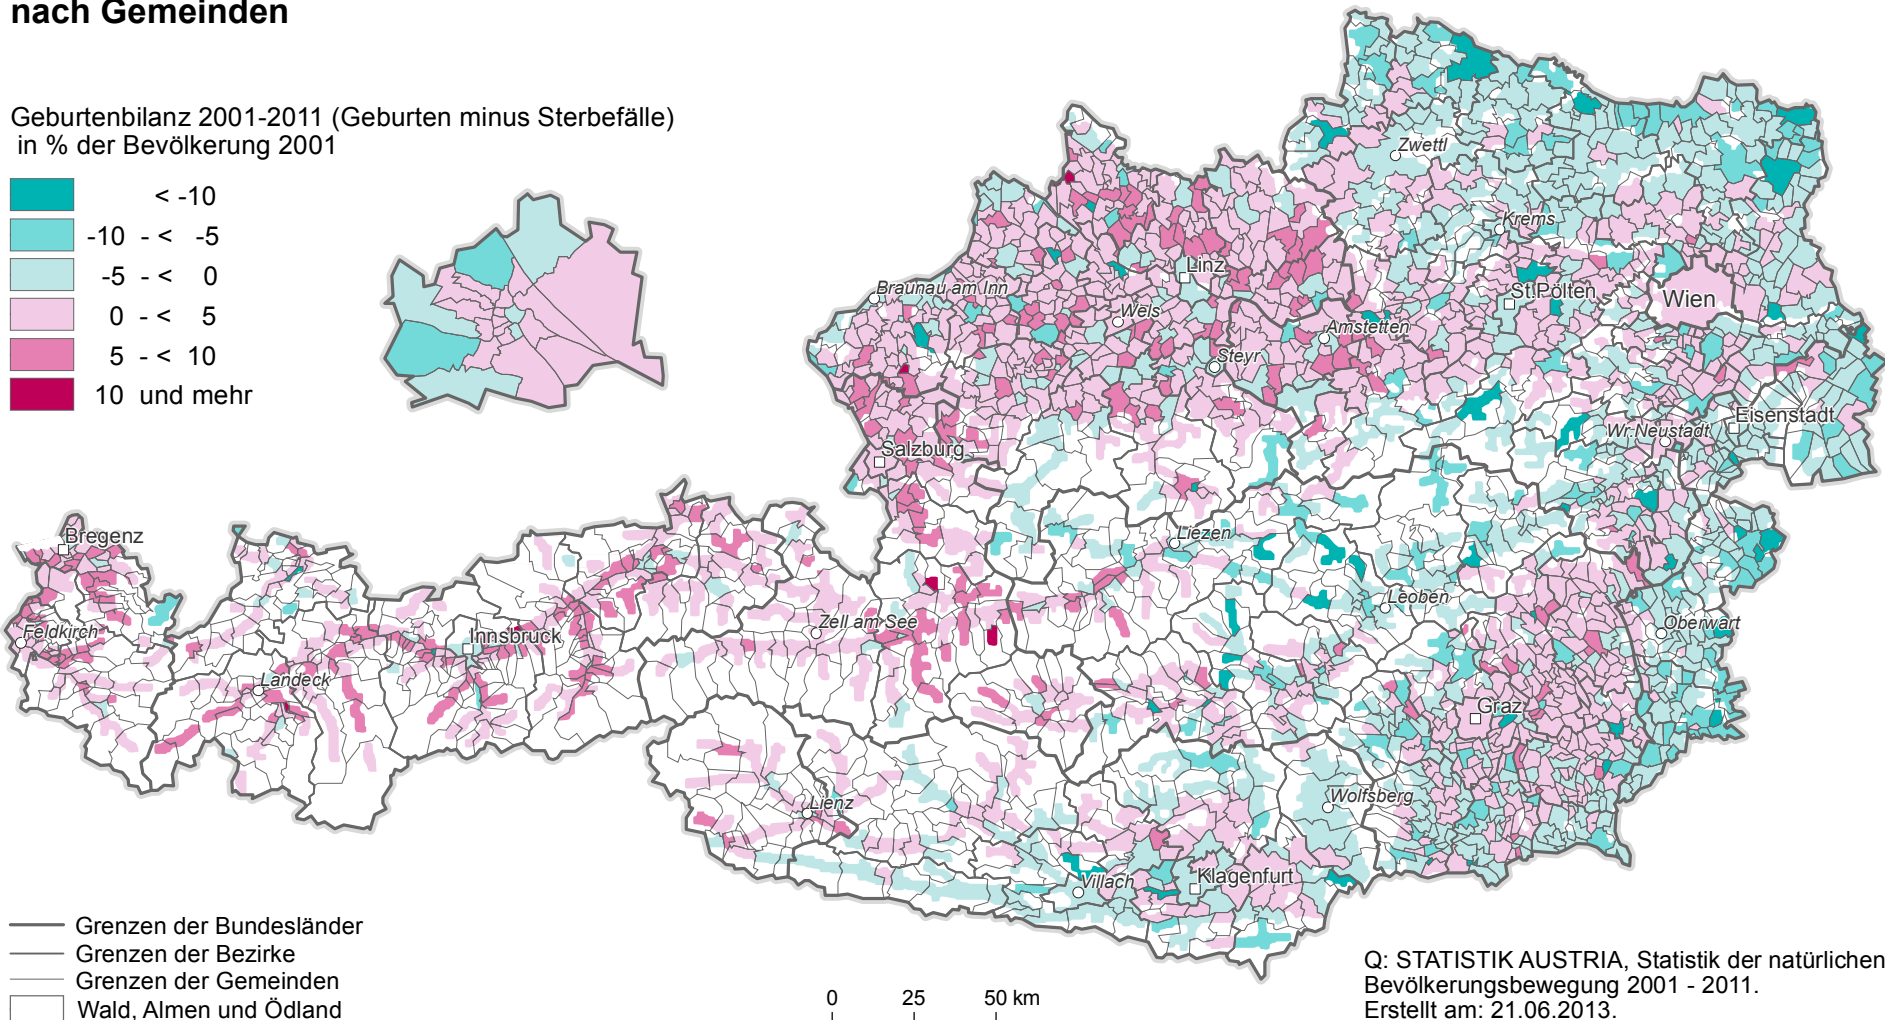 nach Gemeinden
Geburtenbilanz 2001-2011 (Geburten minus Sterbefälle)
in % der Bevölkerung 2001
< -10
-10 - < -5
-5 - < 0
0 - < 5
5 - < 10
10 und mehr
Zwettl
Krems
Linz
Braunau am Inn
St.Pölten
Wien
Wels
Amstetten
Steyr
Eisenstadt
Wr.Neustadt
Salzburg
Bregenz
Liezen
Leoben
Feldkirch
Innsbruck
Zell am See
Oberwart
Landeck
Graz
Lienz
Wolfsberg
Villach
Klagenfurt
Grenzen der Bundesländer
Grenzen der Bezirke
Grenzen der Gemeinden
Wald, Almen und Ödland
0 25 50 km
Q: STATISTIK AUSTRIA, Statistik der natürlichen
Bevölkerungsbewegung 2001 - 2011.
Erstellt am: 21.06.2013.